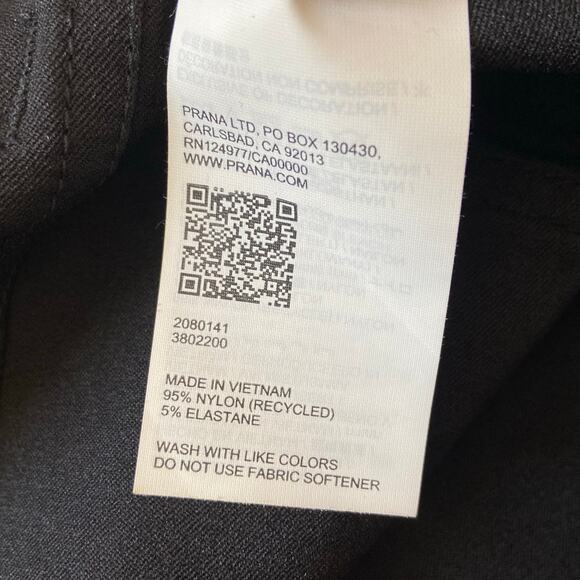 PRANA LTD, PO BOX 130430,
CARLSBAD, CA 92013
RN124977/CA00000
WWW.PRANA.COM
2080141
3802200
MADE IN VIETNAM
95% NYLON (RECYCLED)
5% ELASTANE
WASH WITH LIKE COLORS
DO NOT USE FABRIC SOFTENER